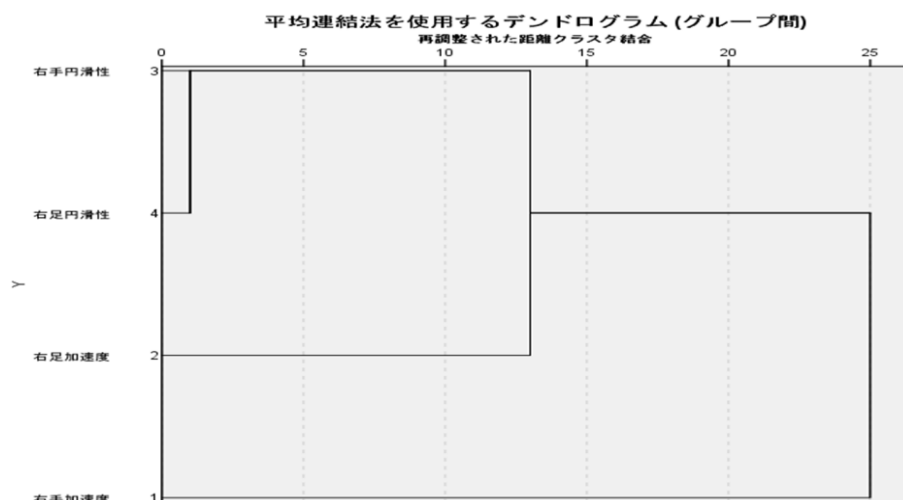 平均連結法を使用するデンドログラム (グループ間)
再調整された距離クラスタ結合
0 5 10 15 20 25
右手円滑性 3
右足円滑性 4
Y
右足加速度 2
右手加速度 1